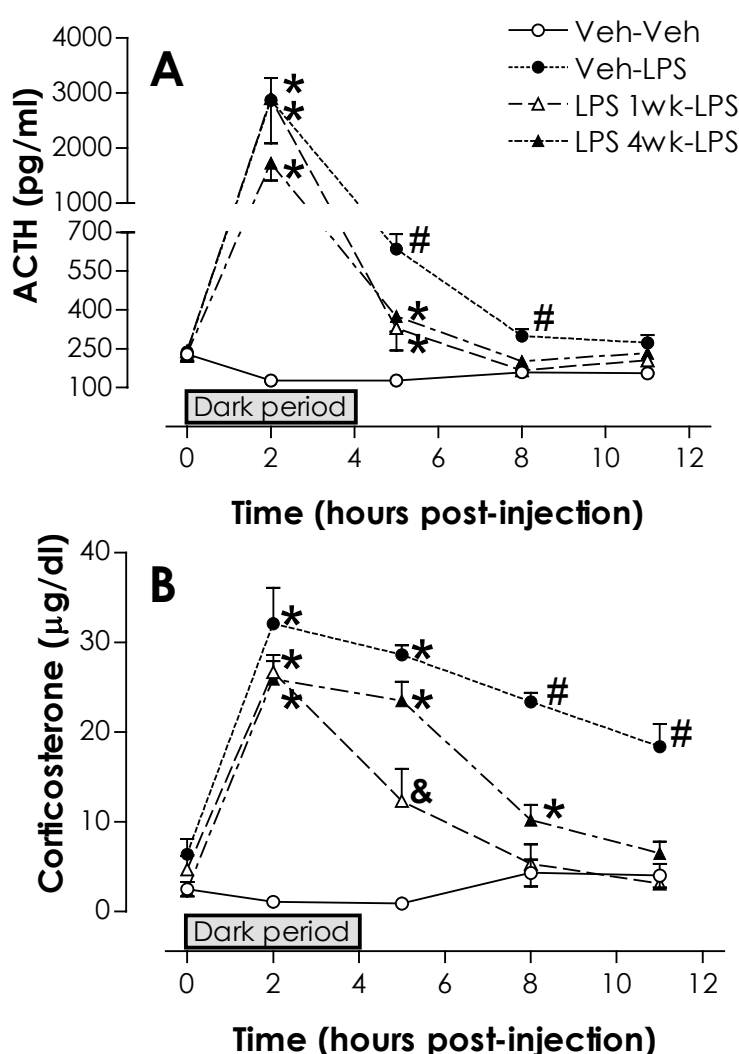 A
Veh-Veh
Veh-LPS
LPS 1wk-LPS
LPS 4wk-LPS
ACTH (pg/ml)
4000
3000
2000
1000
700
550
400
250
100
*
*
*
#
*
*
#
Dark period
0 2 4 6 8 10 12
Time (hours post-injection)
B
Corticosterone (μg/dl)
40
30
20
10
0
*
*
*
*
*
&
#
*
#
Dark period
0 2 4 6 8 10 12
Time (hours post-injection)